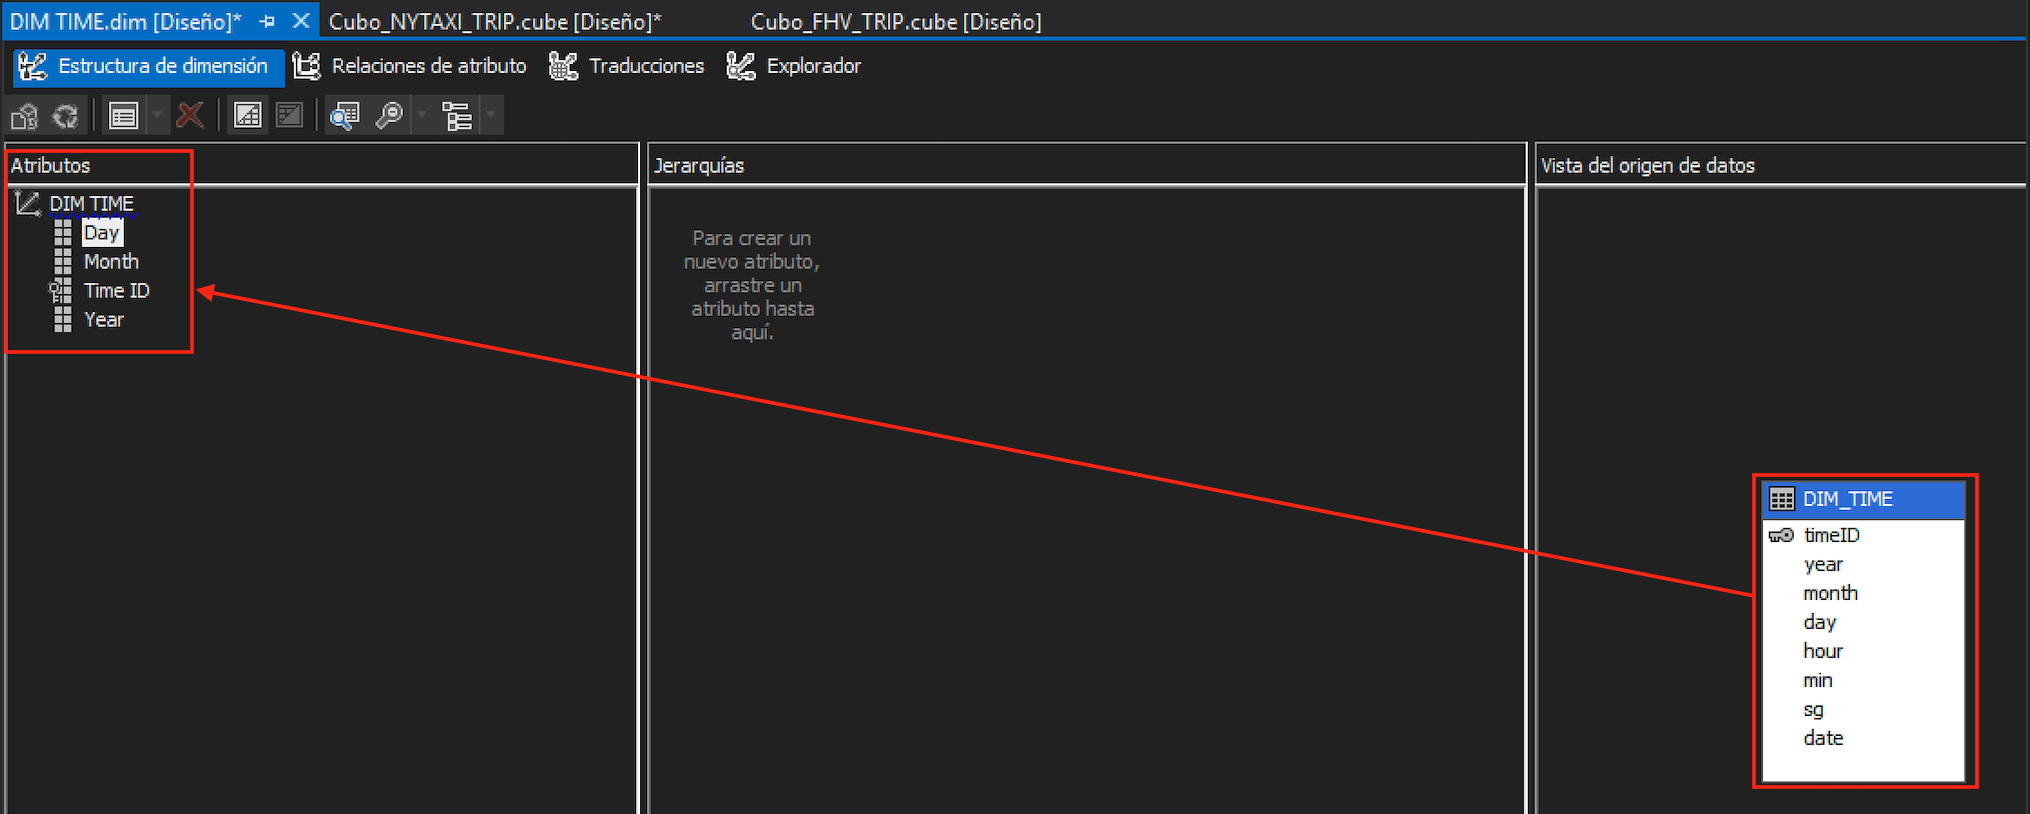 DIM TIME.dim [Diseño]* Cubo_NYTAXI_TRIP.cube [Diseño]* Cubo_FHV_TRIP.cube [Diseño]
Estructura de dimensión Relaciones de atributo Traducciones Explorador
Atributos
DIM TIME
Day
Month
Time ID
Year
Jerarquías
Para crear un
nuevo atributo,
arrastre un
atributo hasta
aquí.
Vista del origen de datos
DIM_TIME
timeID
year
month
day
hour
min
sg
date